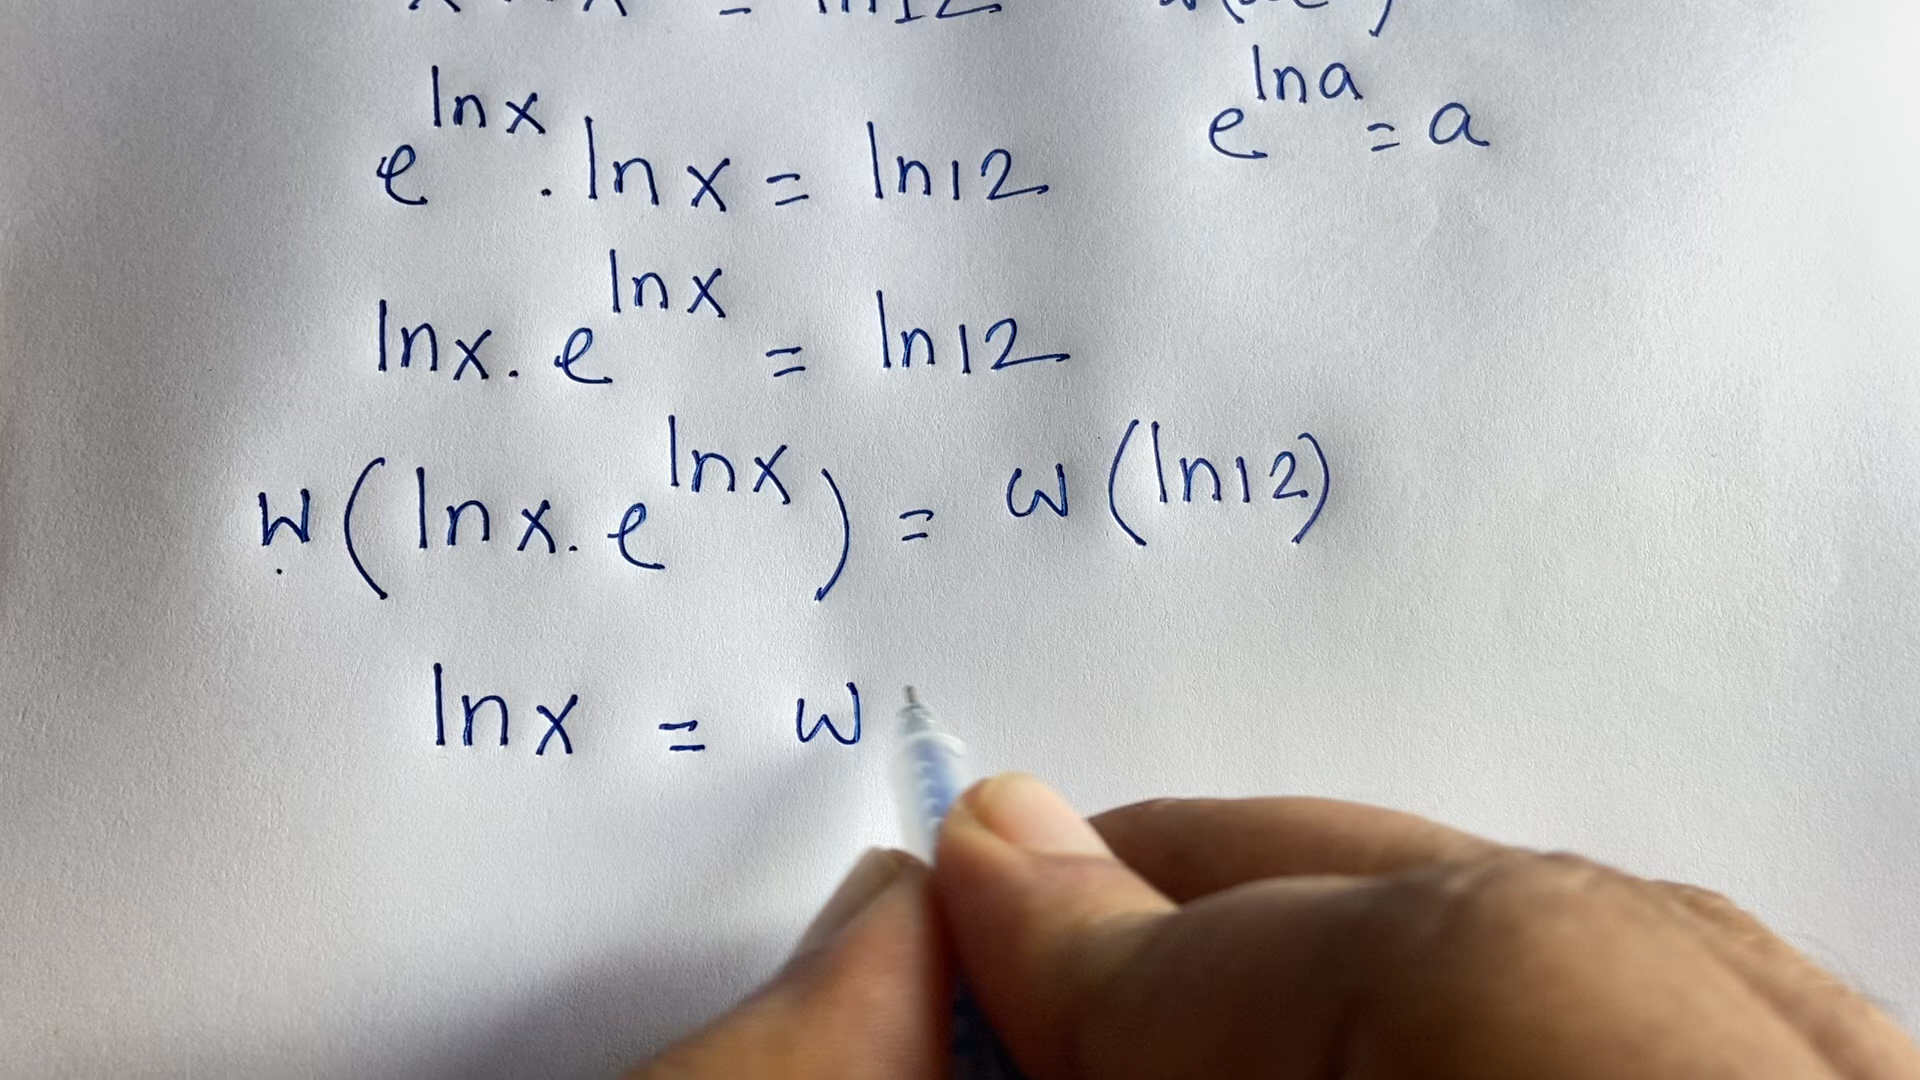 e^{ln x} . ln x = ln 12
e^{ln a} = a
ln x . e^{ln x} = ln 12
W ( ln x . e^{ln x} ) = W ( ln 12 )
ln x = W